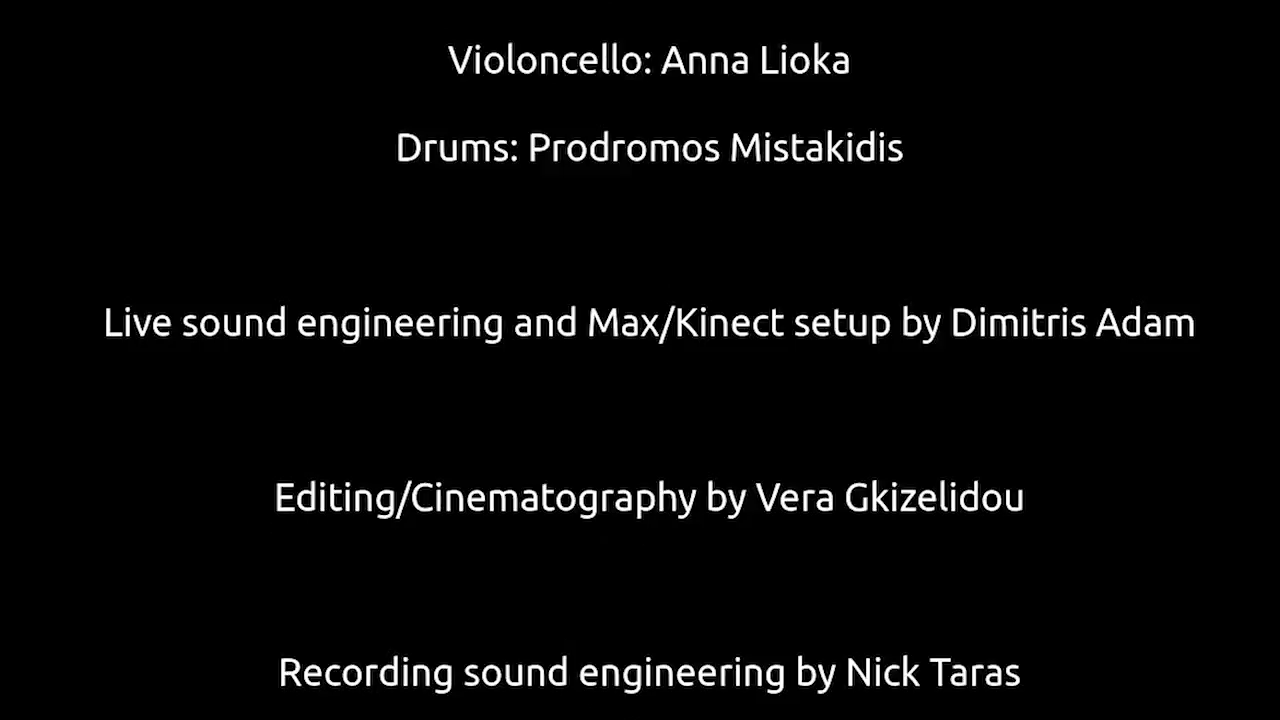 Violoncello: Anna Lioka
Drums: Prodromos Mistakidis
Live sound engineering and Max/Kinect setup by Dimitris Adam
Editing/Cinematography by Vera Gkizelidou
Recording sound engineering by Nick Taras